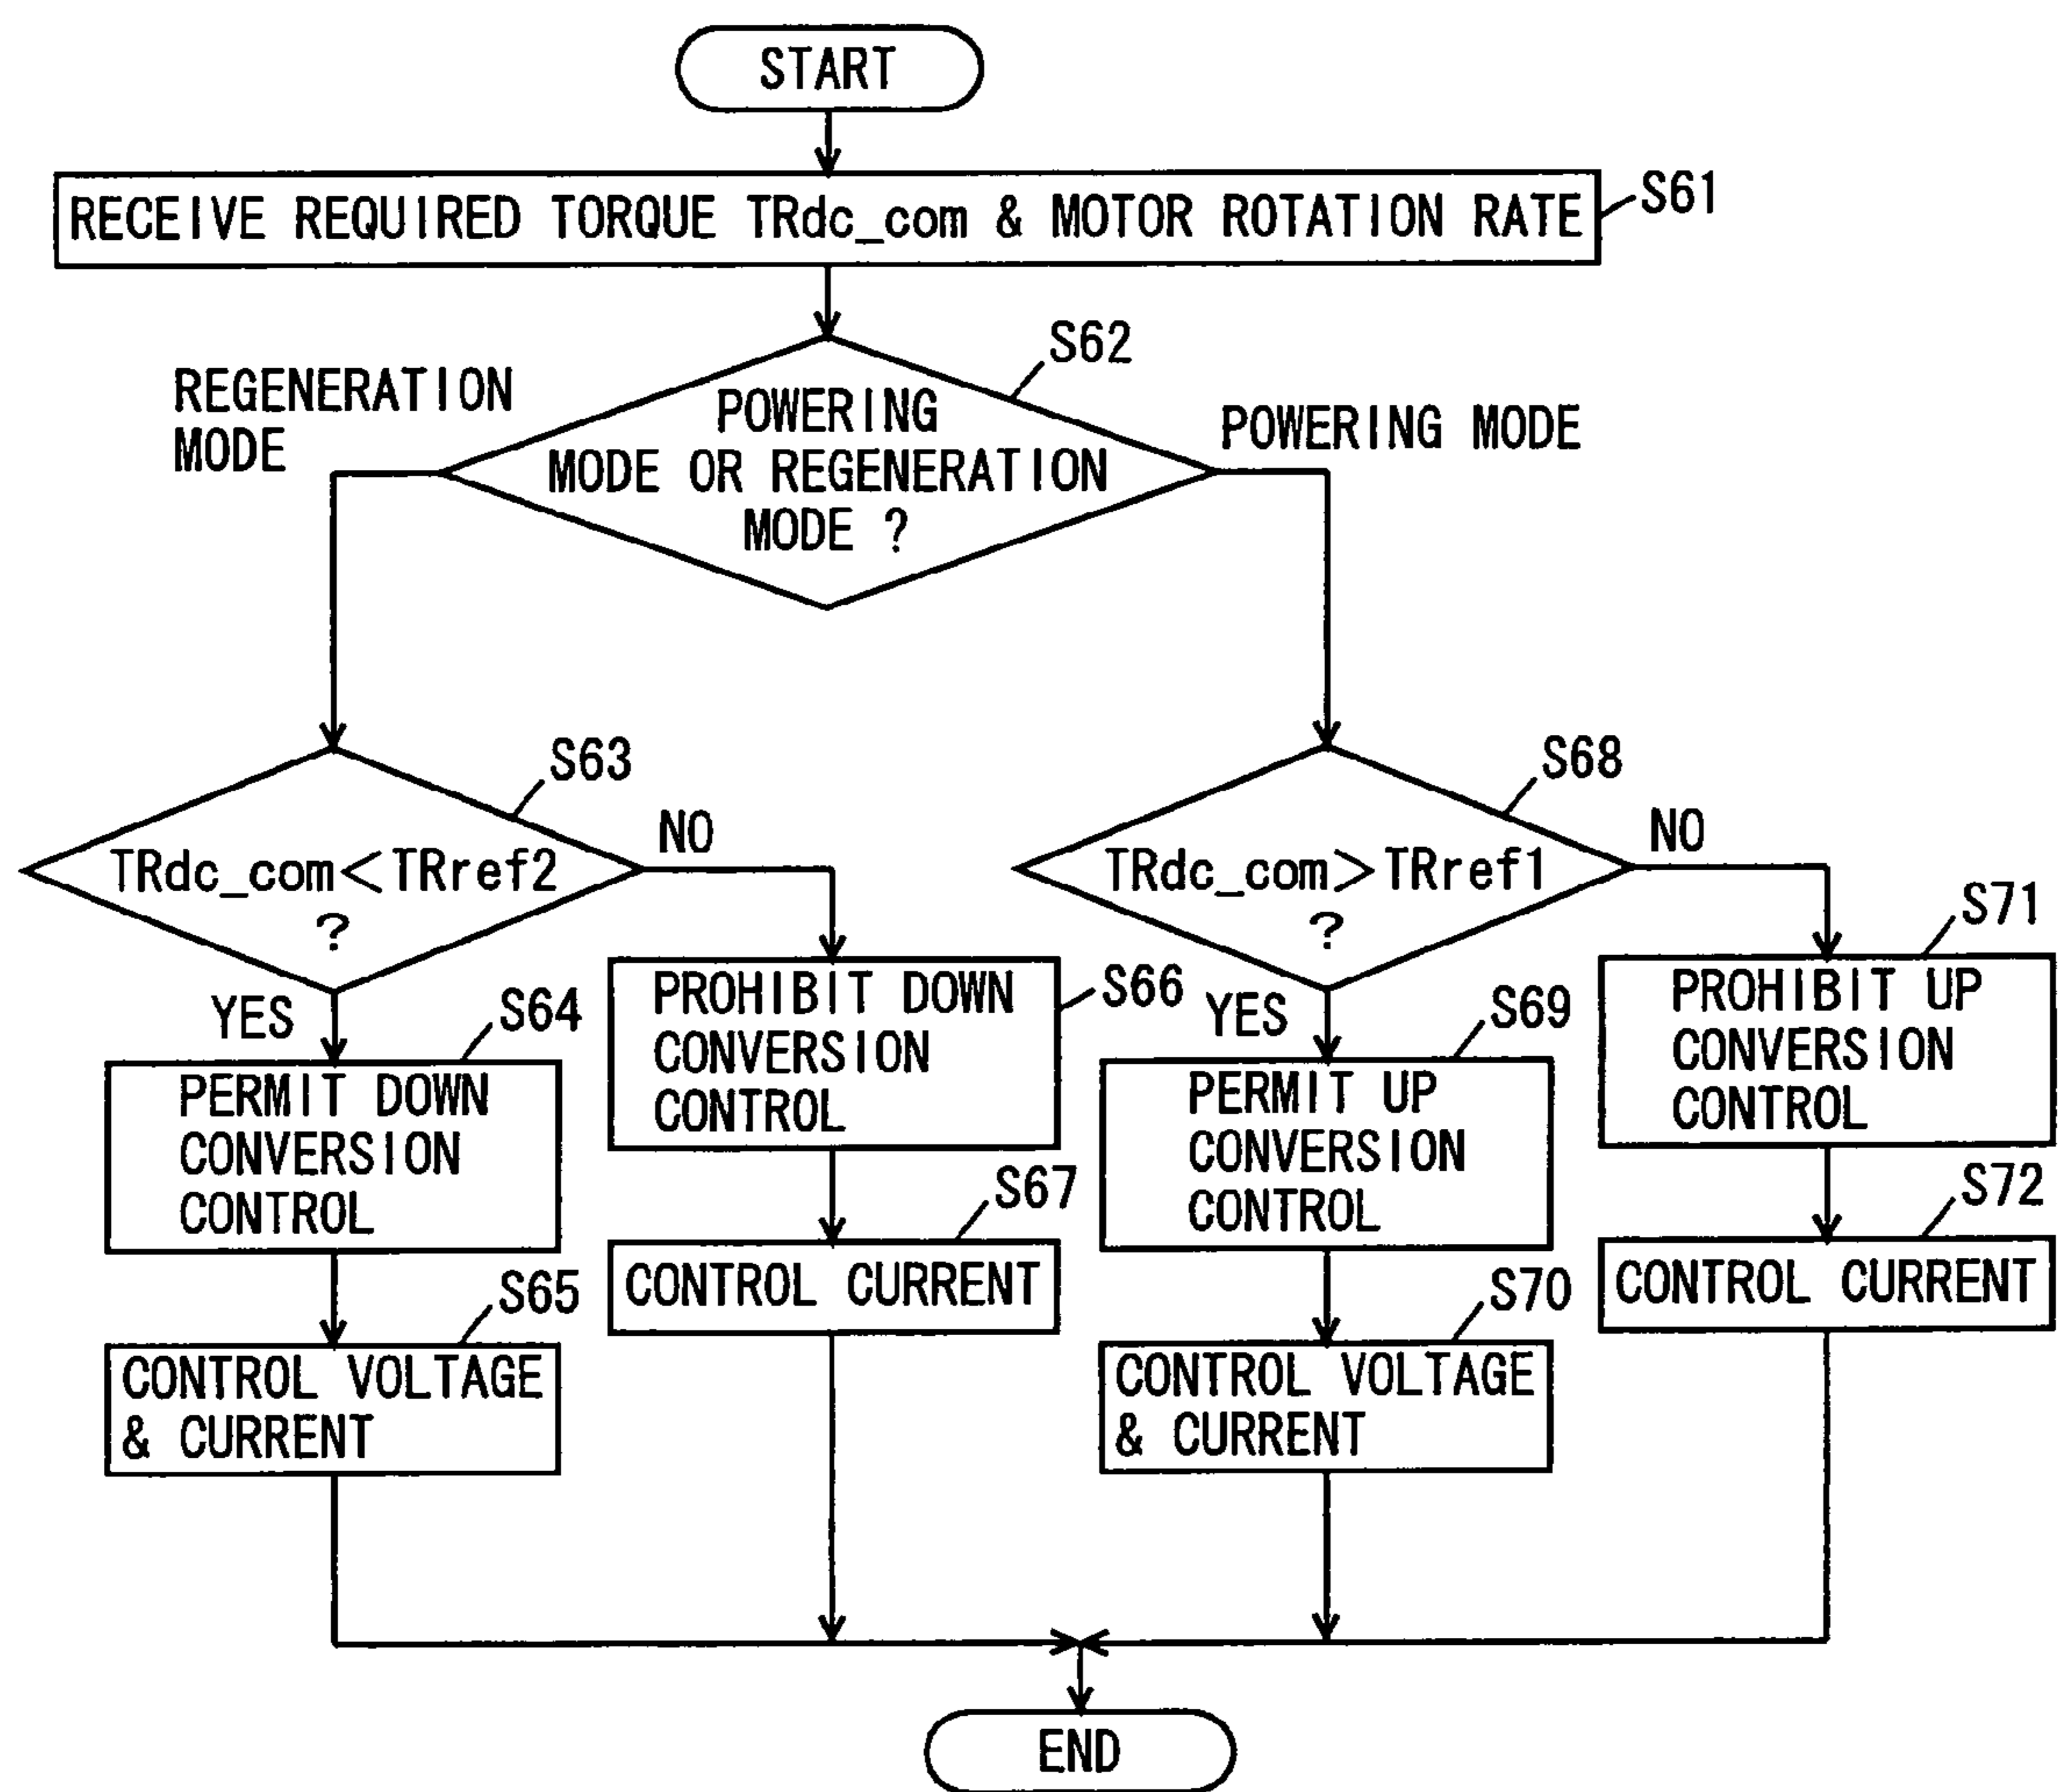 START
RECEIVE REQUIRED TORQUE TRdc_com & MOTOR ROTATION RATE
S61
S62
REGENERATION
MODE
POWERING
MODE OR REGENERATION
MODE ?
POWERING MODE
S63
TRdc_com<TRref2
?
NO
YES
S68
TRdc_com>TRref1
?
NO
YES
S64
PERMIT DOWN
CONVERSION
CONTROL
S66
PROHIBIT DOWN
CONVERSION
CONTROL
S69
PERMIT UP
CONVERSION
CONTROL
S71
PROHIBIT UP
CONVERSION
CONTROL
S65
CONTROL VOLTAGE
& CURRENT
S67
CONTROL CURRENT
S70
CONTROL VOLTAGE
& CURRENT
S72
CONTROL CURRENT
END